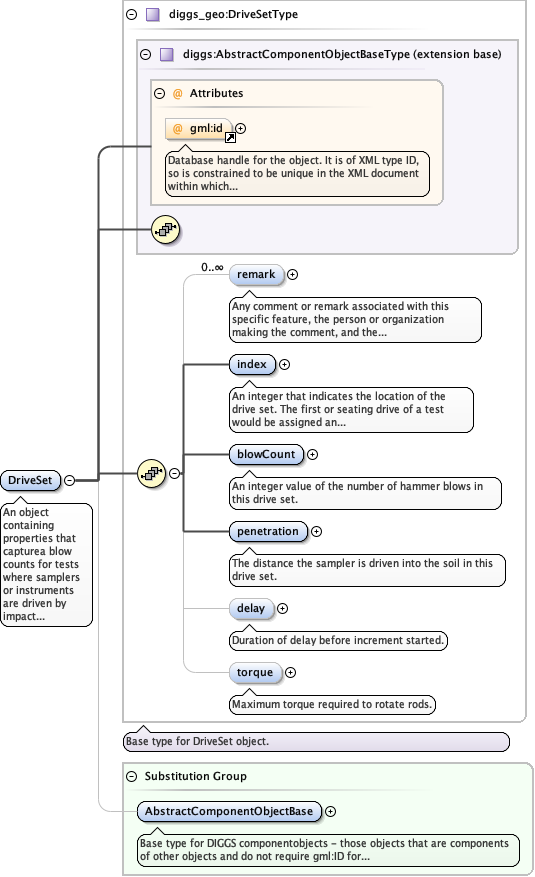 diggs_geo:DriveSetType
diggs:AbstractComponentObjectBaseType (extension base)
@ Attributes
@ gml:id
Database handle for the object. It is of XML type ID,
so is constrained to be unique in the XML document
within which...
0..∞
remark
Any comment or remark associated with this
specific feature, the person or organization
making the comment, and the...
index
An integer that indicates the location of the
drive set. The first or seating drive of a test
would be assigned an...
blowCount
An integer value of the number of hammer blows in
this drive set.
DriveSet
An object
containing
properties that
capturea blow
counts for tests
where samplers
or instruments
are driven by
impact...
penetration
The distance the sampler is driven into the soil in this
drive set.
delay
Duration of delay before increment started.
torque
Maximum torque required to rotate rods.
Base type for DriveSet object.
Substitution Group
AbstractComponentObjectBase
Base type for DIGGS componentobjects - those objects that are components
of other objects and do not require gml:ID for...